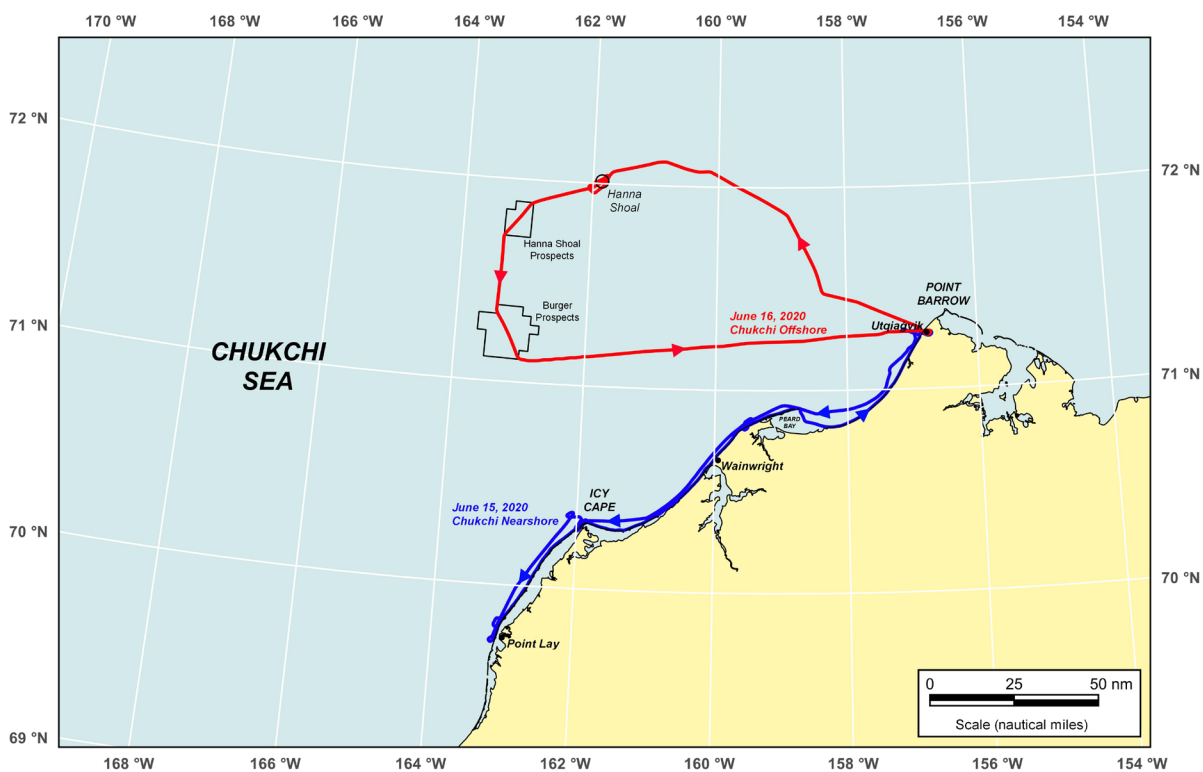 170 °W
168 °W
166 °W
164 °W
162 °W
160 °W
158 °W
156 °W
154 °W
72 °N
72 °N
Hanna
Shoal
Hanna Shoal
Prospects
POINT
BARROW
Burger
Prospects
June 16, 2020
Chukchi Offshore
Utqiaġvik
71 °N
CHUKCHI
SEA
71 °N
PEARD
BAY
Wainwright
ICY
CAPE
June 15, 2020
Chukchi Nearshore
70 °N
70 °N
Point Lay
0 25 50 nm
Scale (nautical miles)
69 °N
168 °W
166 °W
164 °W
162 °W
160 °W
158 °W
156 °W
154 °W